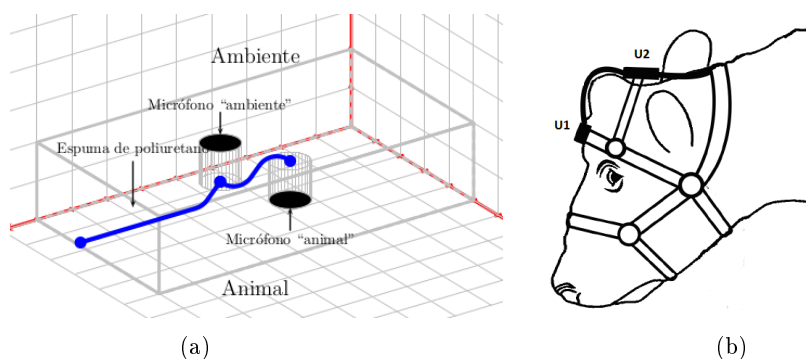 Ambiente
Micrófono “ambiente”
Espuma de poliuretano
Micrófono “animal”
Animal
(a)
U2
U1
(b)